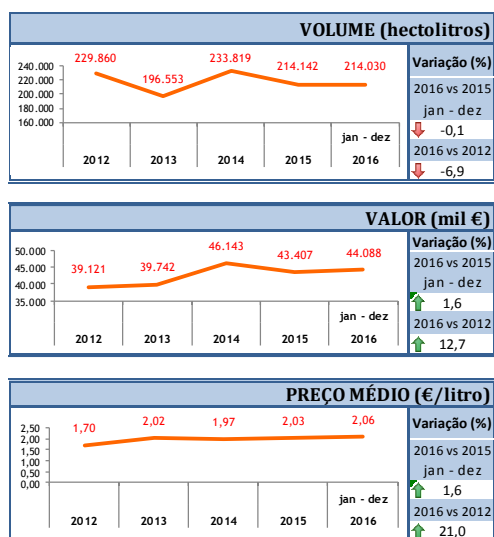 VOLUME (hectolitros)
229.860
196.553
233.819
214.142
214.030
240.000
220.000
200.000
180.000
160.000
jan - dez
2012 2013 2014 2015 2016
Variação (%)
2016 vs 2015
jan - dez
-0,1
2016 vs 2012
-6,9
VALOR (mil €)
39.121
39.742
46.143
43.407
44.088
50.000
45.000
40.000
35.000
jan - dez
2012 2013 2014 2015 2016
Variação (%)
2016 vs 2015
jan - dez
1,6
2016 vs 2012
12,7
PREÇO MÉDIO (€/litro)
1,70
2,02
1,97
2,03
2,06
2,50
2,00
1,50
1,00
0,50
0,00
jan - dez
2012 2013 2014 2015 2016
Variação (%)
2016 vs 2015
jan - dez
1,6
2016 vs 2012
21,0